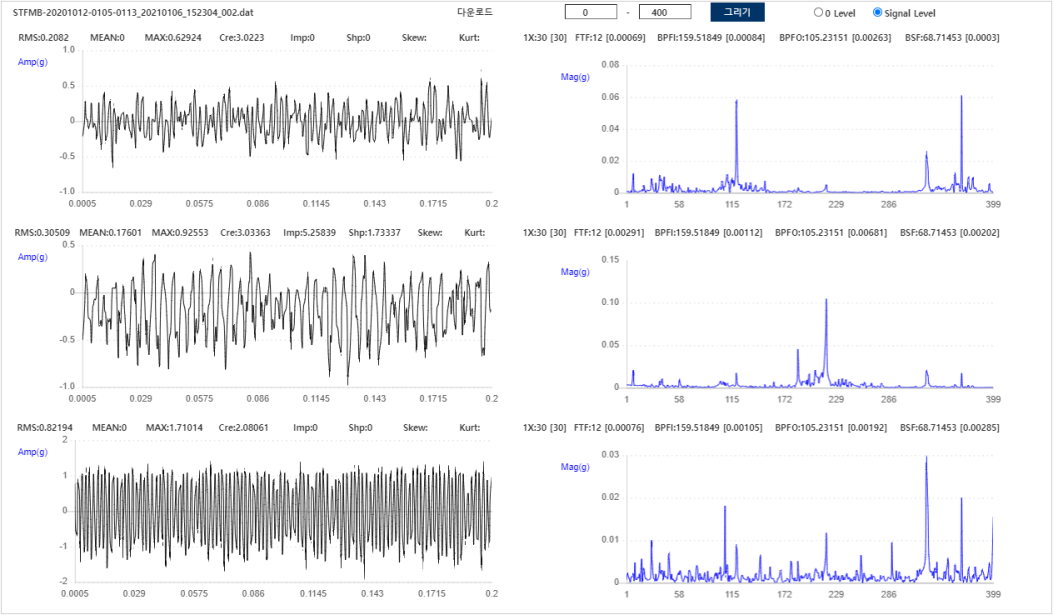 STFMB-20201012-0105-0113_20210106_152304_002.dat 다운로드 0 - 400 그리기 0 Level Signal Level
RMS:0.2082 MEAN:0 MAX:0.62924 Cre:3.0223 Imp:0 Shp:0 Skew: Kurt:
Amp(g)
1.0
0.5
0
-0.5
-1.0
0.0005 0.029 0.0575 0.086 0.1145 0.143 0.1715 0.2
1X:30 [30] FTF:12 [0.00069] BPFI:159.51849 [0.00084] BPFO:105.23151 [0.00263] BSF:68.71453 [0.0003]
Mag(g)
0.08
0.06
0.04
0.02
0
1 58 115 172 229 286 399
RMS:0.30509 MEAN:0.17601 MAX:0.92553 Cre:3.03363 Imp:5.25839 Shp:1.73337 Skew: Kurt:
Amp(g)
0.5
0
-0.5
-1.0
0.0005 0.029 0.0575 0.086 0.1145 0.143 0.1715 0.2
1X:30 [30] FTF:12 [0.00291] BPFI:159.51849 [0.00112] BPFO:105.23151 [0.00681] BSF:68.71453 [0.00202]
Mag(g)
0.15
0.10
0.05
0
1 58 115 172 229 286 399
RMS:0.82194 MEAN:0 MAX:1.71014 Cre:2.08061 Imp:0 Shp:0 Skew: Kurt:
Amp(g)
2
1
0
-1
-2
0.0005 0.029 0.0575 0.086 0.1145 0.143 0.1715 0.2
1X:30 [30] FTF:12 [0.00076] BPFI:159.51849 [0.00105] BPFO:105.23151 [0.00192] BSF:68.71453 [0.00285]
Mag(g)
0.03
0.02
0.01
0
1 58 115 172 229 286 399